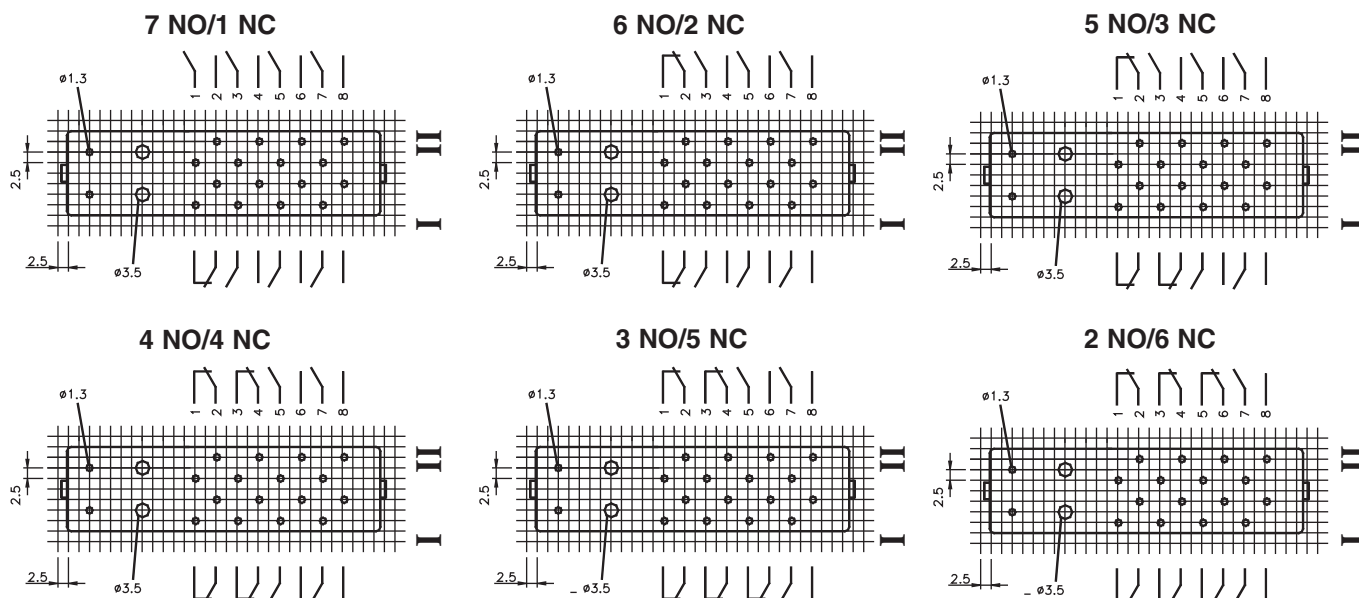 7 NO/1 NC
ø1.3
1 2 3 4 5 6 7 8
2.5
II
I
2.5
ø3.5
6 NO/2 NC
ø1.3
1 2 3 4 5 6 7 8
2.5
II
I
2.5
ø3.5
5 NO/3 NC
ø1.3
1 2 3 4 5 6 7 8
2.5
II
I
2.5
ø3.5
4 NO/4 NC
ø1.3
1 2 3 4 5 6 7 8
2.5
II
I
2.5
ø3.5
3 NO/5 NC
ø1.3
1 2 3 4 5 6 7 8
2.5
II
I
2.5
_ ø3.5
2 NO/6 NC
ø1.3
1 2 3 4 5 6 7 8
2.5
II
I
2.5
_ ø3.5